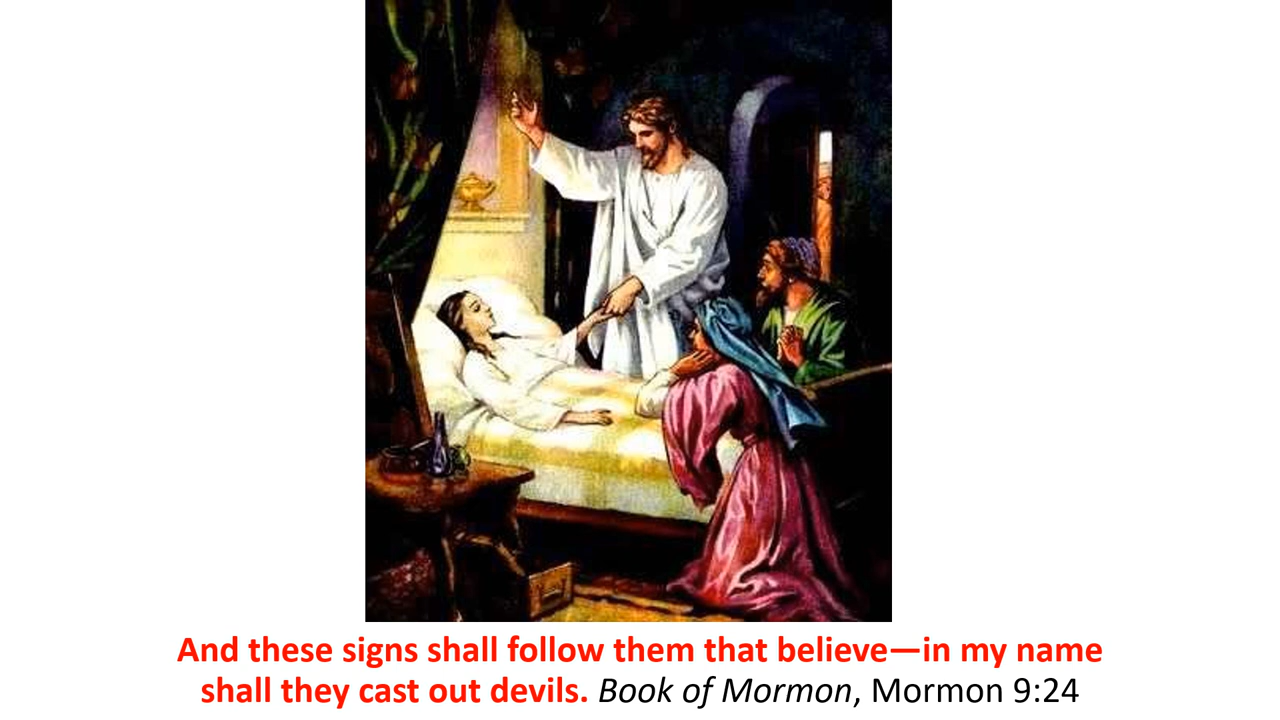 And these signs shall follow them that believe—in my name
shall they cast out devils. Book of Mormon, Mormon 9:24